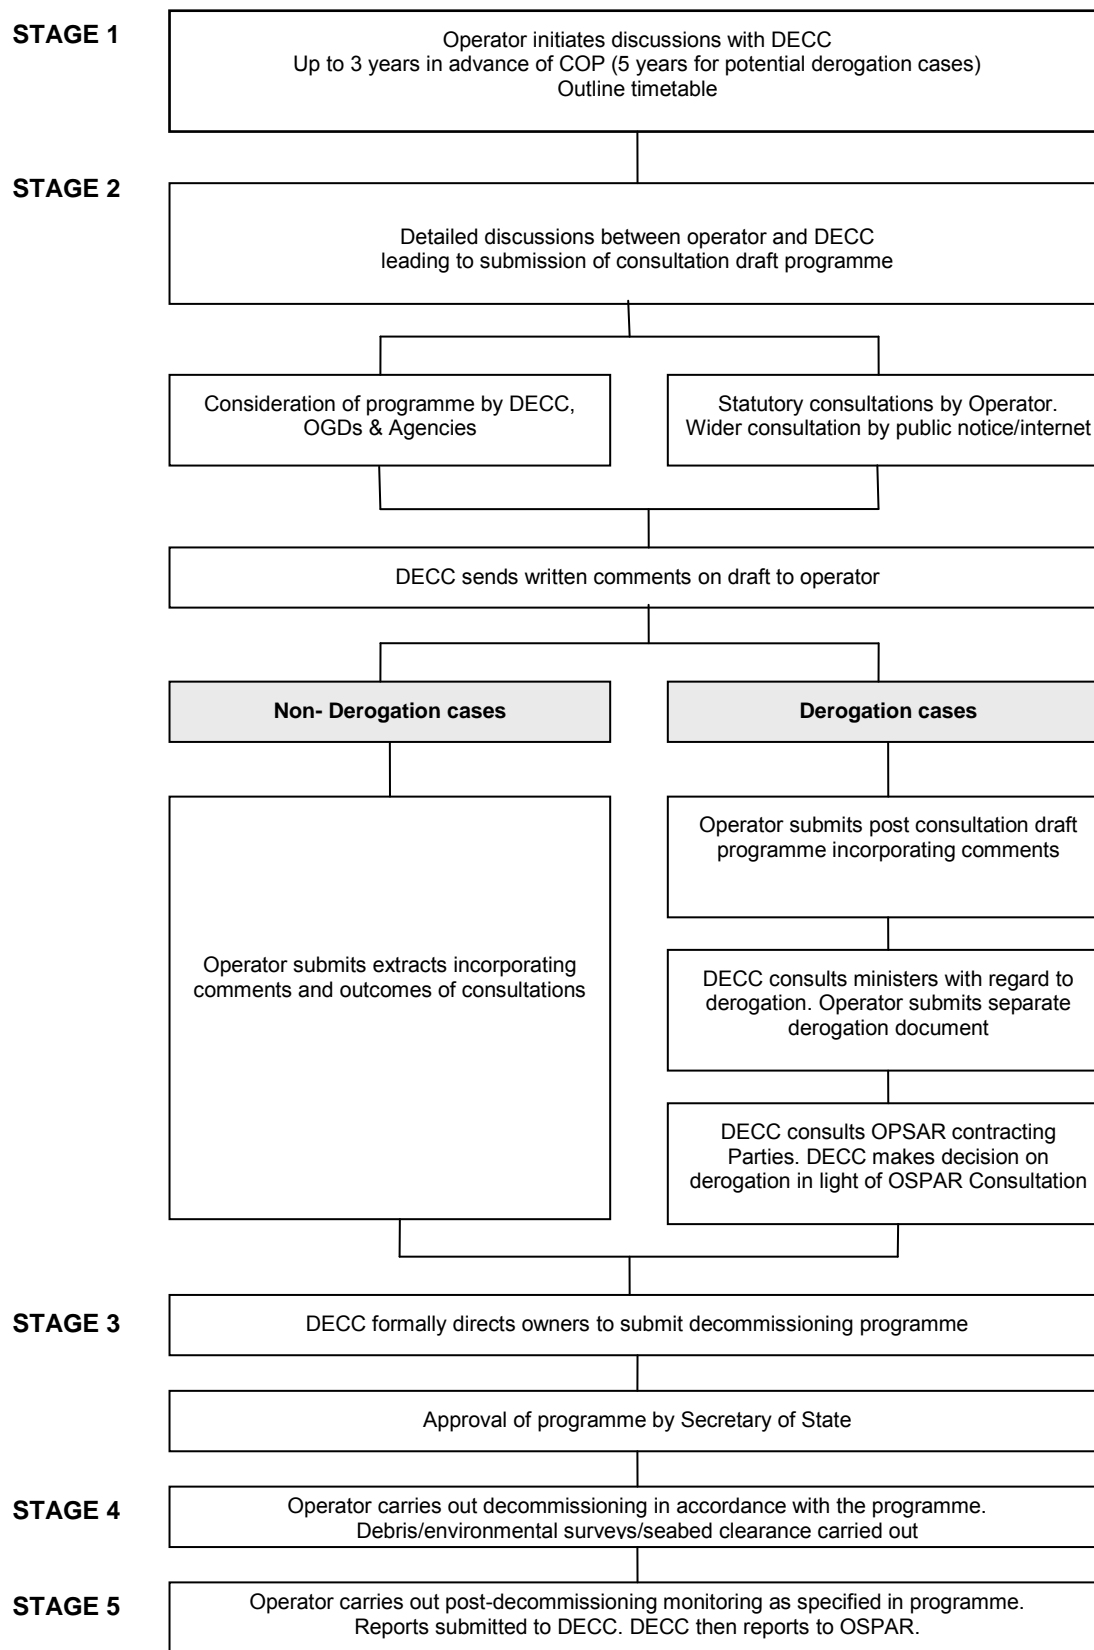 STAGE 1
Operator initiates discussions with DECC
Up to 3 years in advance of COP (5 years for potential derogation cases)
Outline timetable
STAGE 2
Detailed discussions between operator and DECC
leading to submission of consultation draft programme
Consideration of programme by DECC,
OGDs & Agencies
Statutory consultations by Operator.
Wider consultation by public notice/internet
DECC sends written comments on draft to operator
Non- Derogation cases
Derogation cases
Operator submits extracts incorporating
comments and outcomes of consultations
Operator submits post consultation draft
programme incorporating comments
DECC consults ministers with regard to
derogation. Operator submits separate
derogation document
DECC consults OPSAR contracting
Parties. DECC makes decision on
derogation in light of OSPAR Consultation
STAGE 3
DECC formally directs owners to submit decommissioning programme
Approval of programme by Secretary of State
STAGE 4
Operator carries out decommissioning in accordance with the programme.
Debris/environmental surveys/seabed clearance carried out
STAGE 5
Operator carries out post-decommissioning monitoring as specified in programme.
Reports submitted to DECC. DECC then reports to OSPAR.